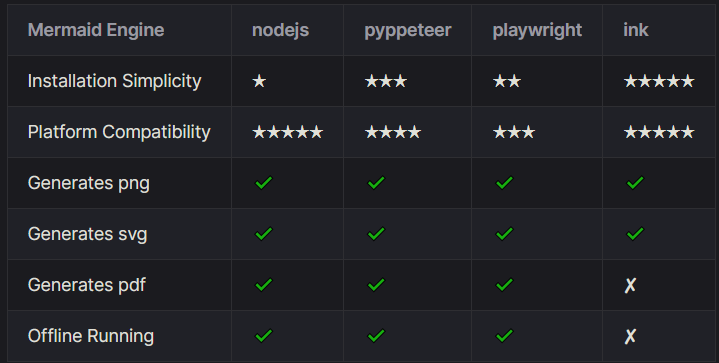 Mermaid Engine nodejs pyppeteer playwright ink
Installation Simplicity ★ ★★★ ★★ ★★★★★
Platform Compatibility ★★★★★ ★★★★ ★★★ ★★★★★
Generates png ✓ ✓ ✓ ✓
Generates svg ✓ ✓ ✓ ✓
Generates pdf ✓ ✓ ✓ ✗
Offline Running ✓ ✓ ✓ ✗